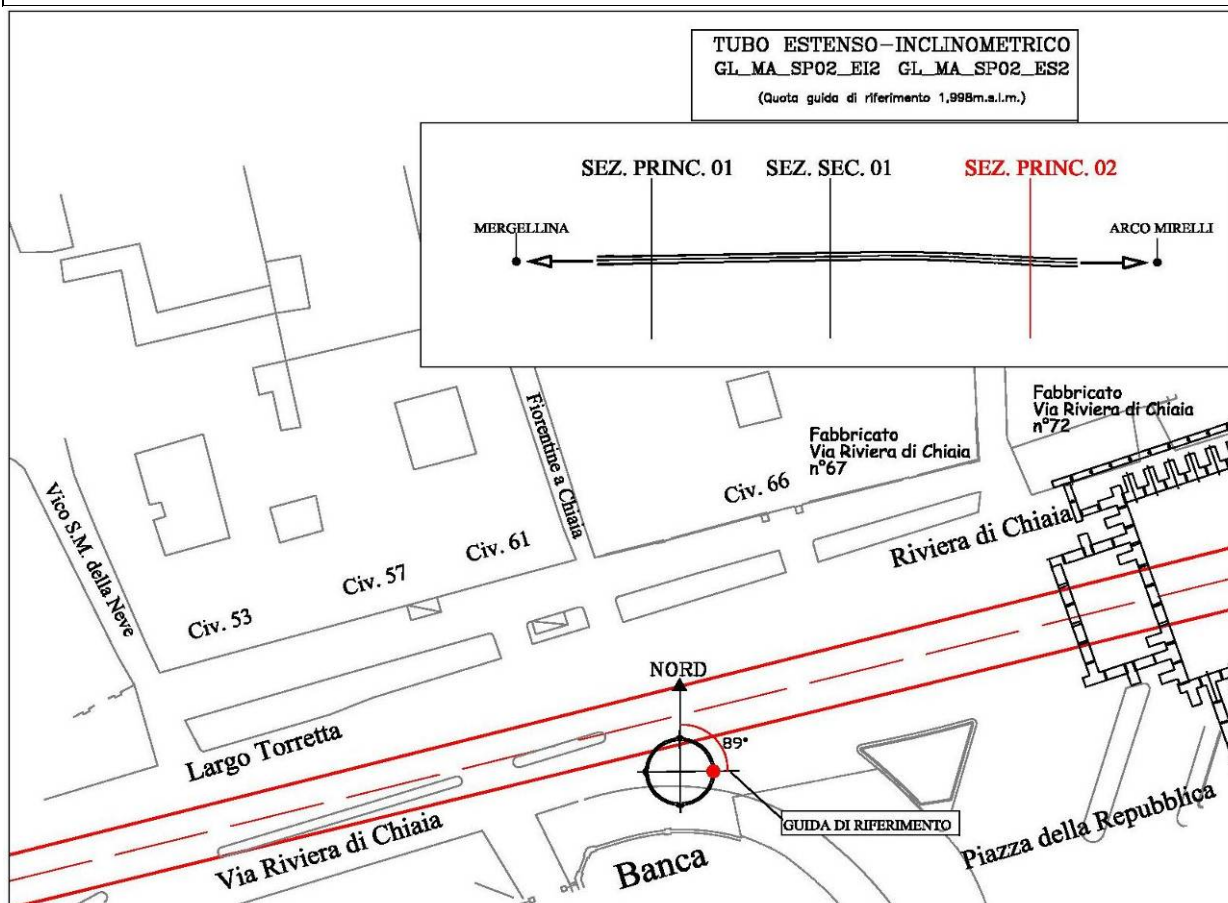 TUBO ESTENSO-INCLINOMETRICO
GL_MA_SP02_EI2 GL_MA_SP02_ES2
(Quota guida di riferimento 1,998m.s.l.m.)
SEZ. PRINC. 01
SEZ. SEC. 01
SEZ. PRINC. 02
MERGELLINA
ARCO MIRELLI
Fabbricato
Via Riviera di Chiaia
n°72
Fabbricato
Via Riviera di Chiaia
n°67
Fiorentine a Chiaia
Civ. 66
Vico S.M. della Neve
Riviera di Chiaia
Civ. 61
Civ. 57
Civ. 53
NORD
89°
Largo Torretta
GUIDA DI RIFERIMENTO
Via Riviera di Chiaia
Banca
Piazza della Repubblica